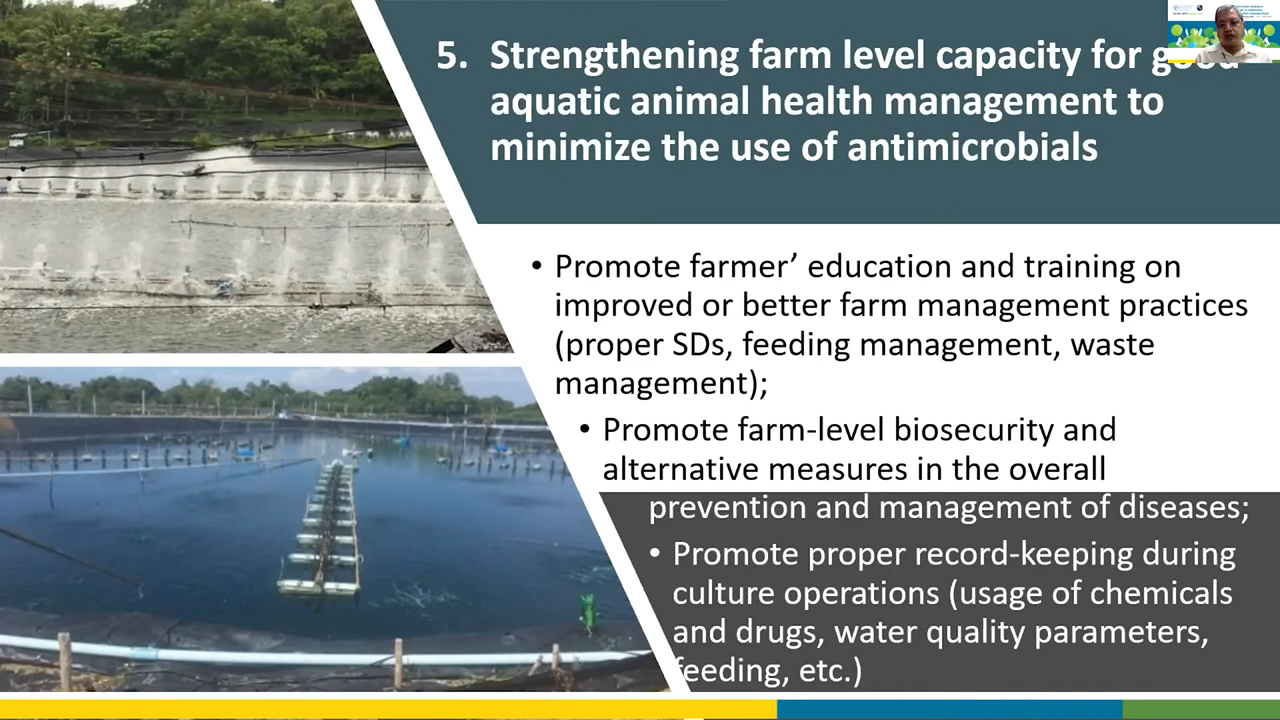 5. Strengthening farm level capacity for good
aquatic animal health management to
minimize the use of antimicrobials
• Promote farmer’ education and training on
improved or better farm management practices
(proper SDs, feeding management, waste
management);
• Promote farm-level biosecurity and
alternative measures in the overall
prevention and management of diseases;
• Promote proper record-keeping during
culture operations (usage of chemicals
and drugs, water quality parameters,
feeding, etc.)